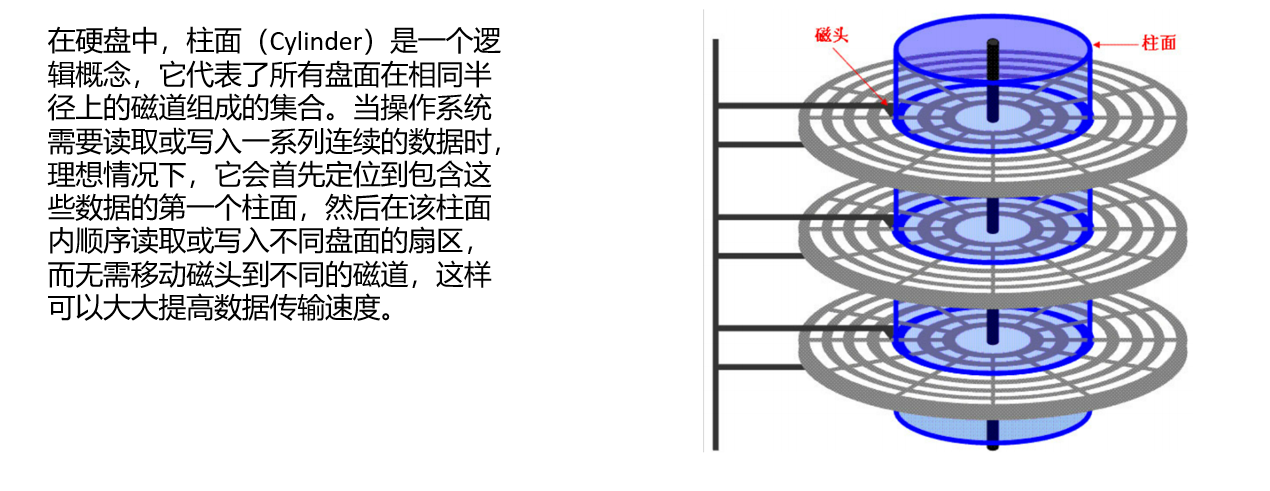 在硬盘中，柱面（Cylinder）是一个逻
辑概念，它代表了所有盘面在相同半
径上的磁道组成的集合。当操作系统
需要读取或写入一系列连续的数据时，
理想情况下，它会首先定位到包含这
些数据的第一个柱面，然后在该柱面
内顺序读取或写入不同盘面的扇区，
而无需移动磁头到不同的磁道，这样
可以大大提高数据传输速度。
磁头
柱面